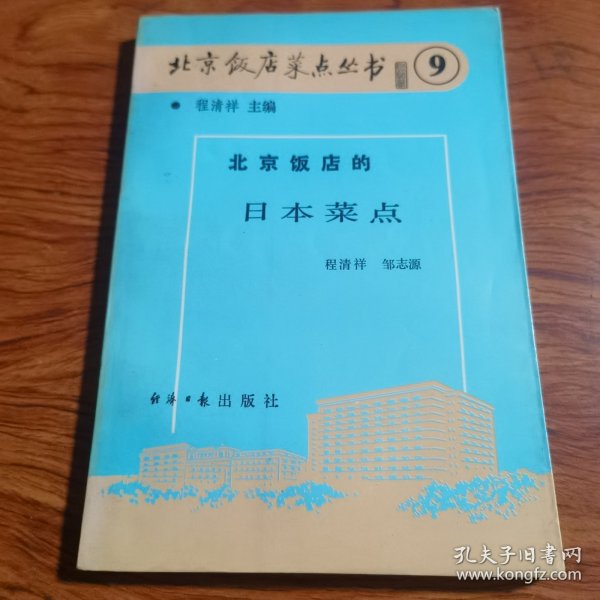 北京饭店菜点丛书 9
程清祥 主编
北京饭店的
日本菜点
程清祥 邹志源
经济日报出版社
孔夫子旧书网
www.kongfz.com